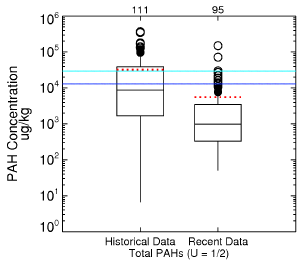 111 95
10^6
10^5
10^4
10^3
10^2
10^1
10^0
PAH Concentration
ug/kg
Historical Data Recent Data
Total PAHs (U = 1/2)